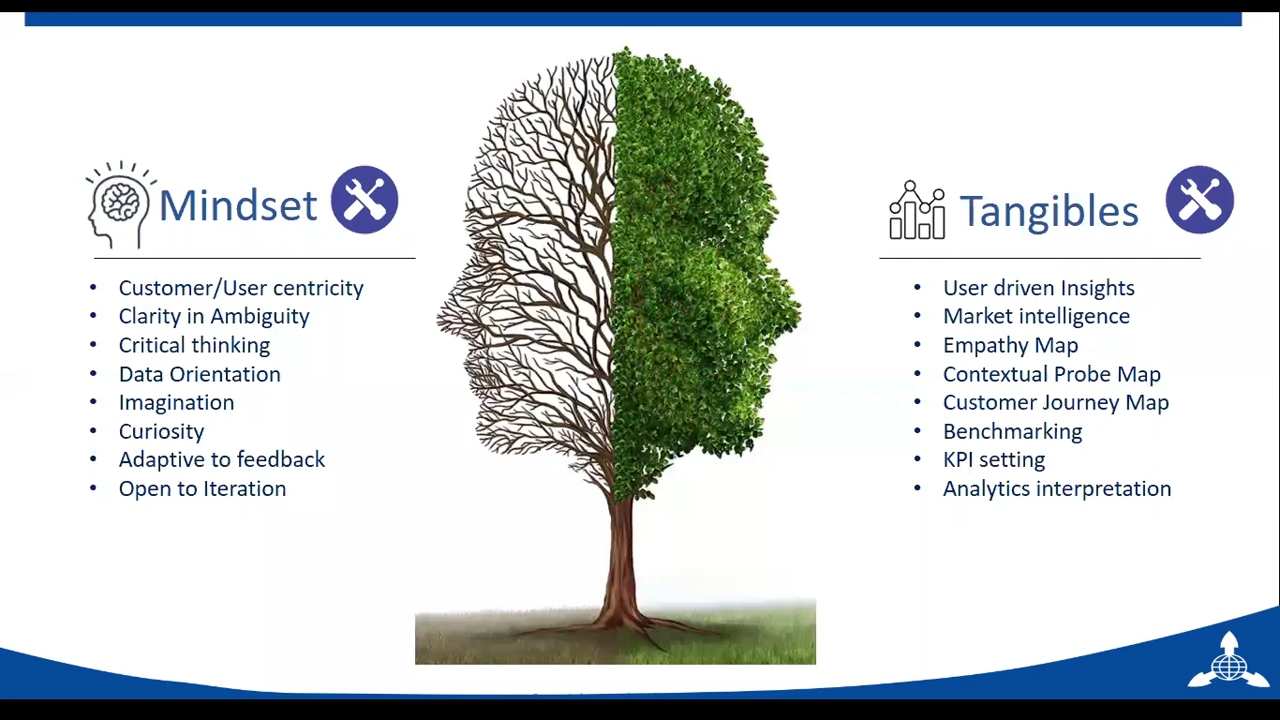 Mindset
Customer/User centricity
Clarity in Ambiguity
Critical thinking
Data Orientation
Imagination
Curiosity
Adaptive to feedback
Open to Iteration
Tangibles
User driven Insights
Market intelligence
Empathy Map
Contextual Probe Map
Customer Journey Map
Benchmarking
KPI setting
Analytics interpretation